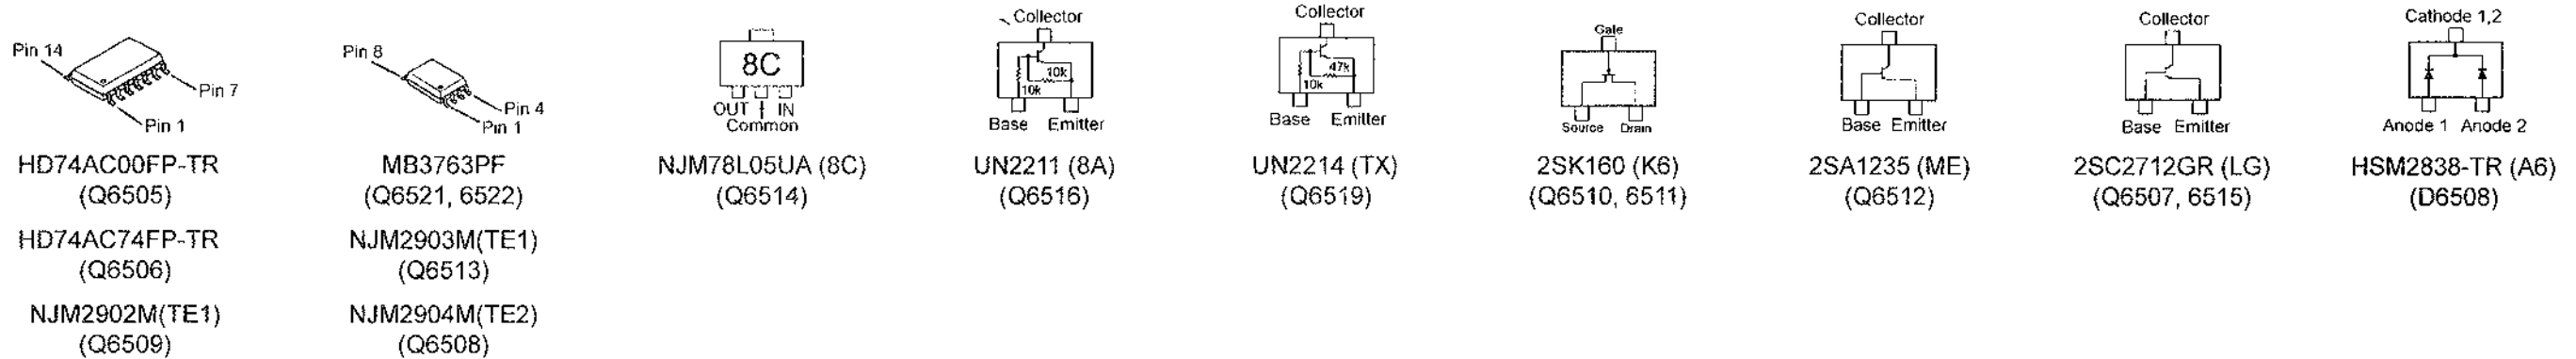 Pin 14
Pin 7
Pin 1
HD74AC00FP-TR
(Q6505)
HD74AC74FP-TR
(Q6506)
NJM2902M(TE1)
(Q6509)
Pin 8
Pin 4
Pin 1
MB3763PF
(Q6521, 6522)
NJM2903M(TE1)
(Q6513)
NJM2904M(TE2)
(Q6508)
8C
OUT IN
Common
NJM78L05UA (8C)
(Q6514)
Collector
10k
10k
Base Emitter
UN2211 (8A)
(Q6516)
Collector
47k
10k
Base Emitter
UN2214 (TX)
(Q6519)
Gate
Source Drain
2SK160 (K6)
(Q6510, 6511)
Collector
Base Emitter
2SA1235 (ME)
(Q6512)
Collector
Base Emitter
2SC2712GR (LG)
(Q6507, 6515)
Cathode 1,2
Anode 1 Anode 2
HSM2838-TR (A6)
(D6508)